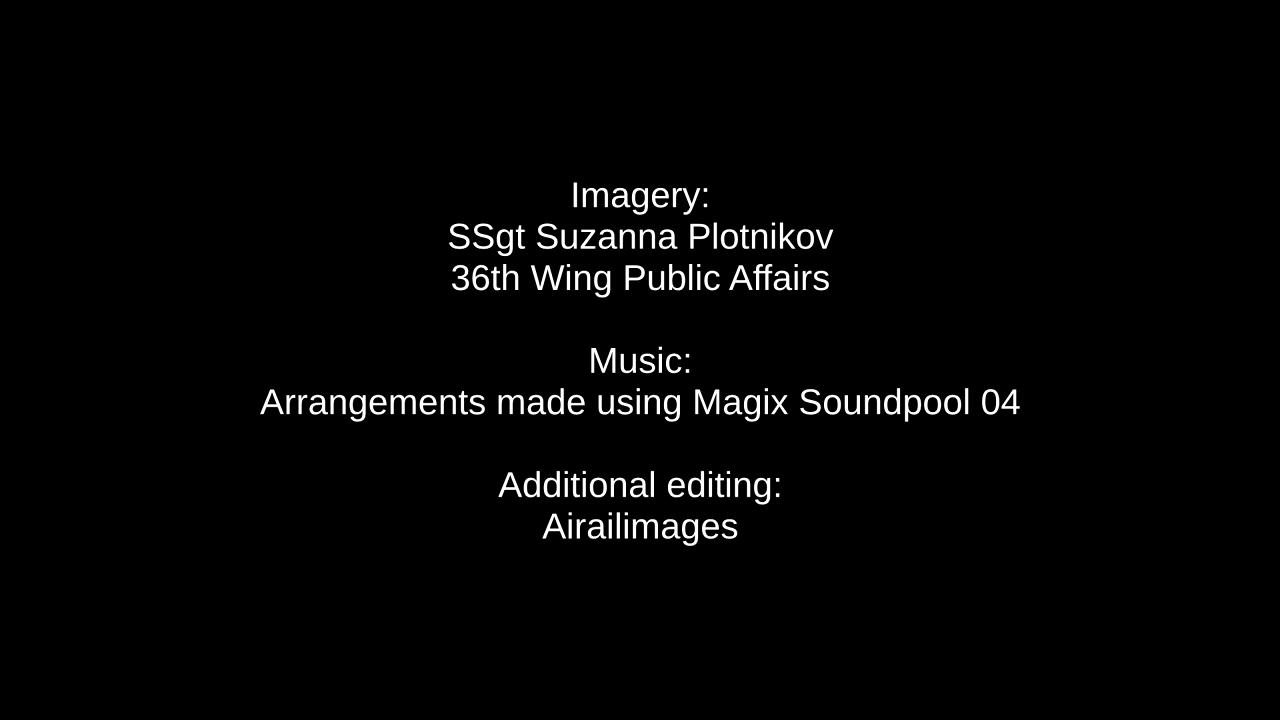 Imagery:
SSgt Suzanna Plotnikov
36th Wing Public Affairs
Music:
Arrangements made using Magix Soundpool 04
Additional editing:
Airailimages